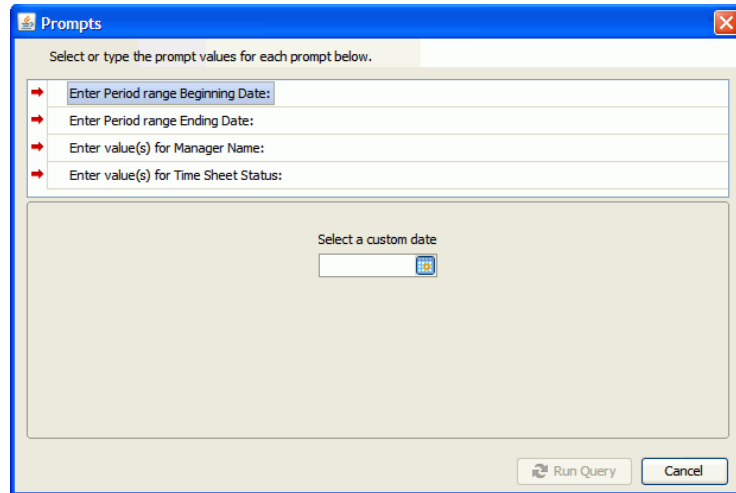 Prompts
Select or type the prompt values for each prompt below.
Enter Period range Beginning Date:
Enter Period range Ending Date:
Enter value(s) for Manager Name:
Enter value(s) for Time Sheet Status:
Select a custom date
Run Query Cancel